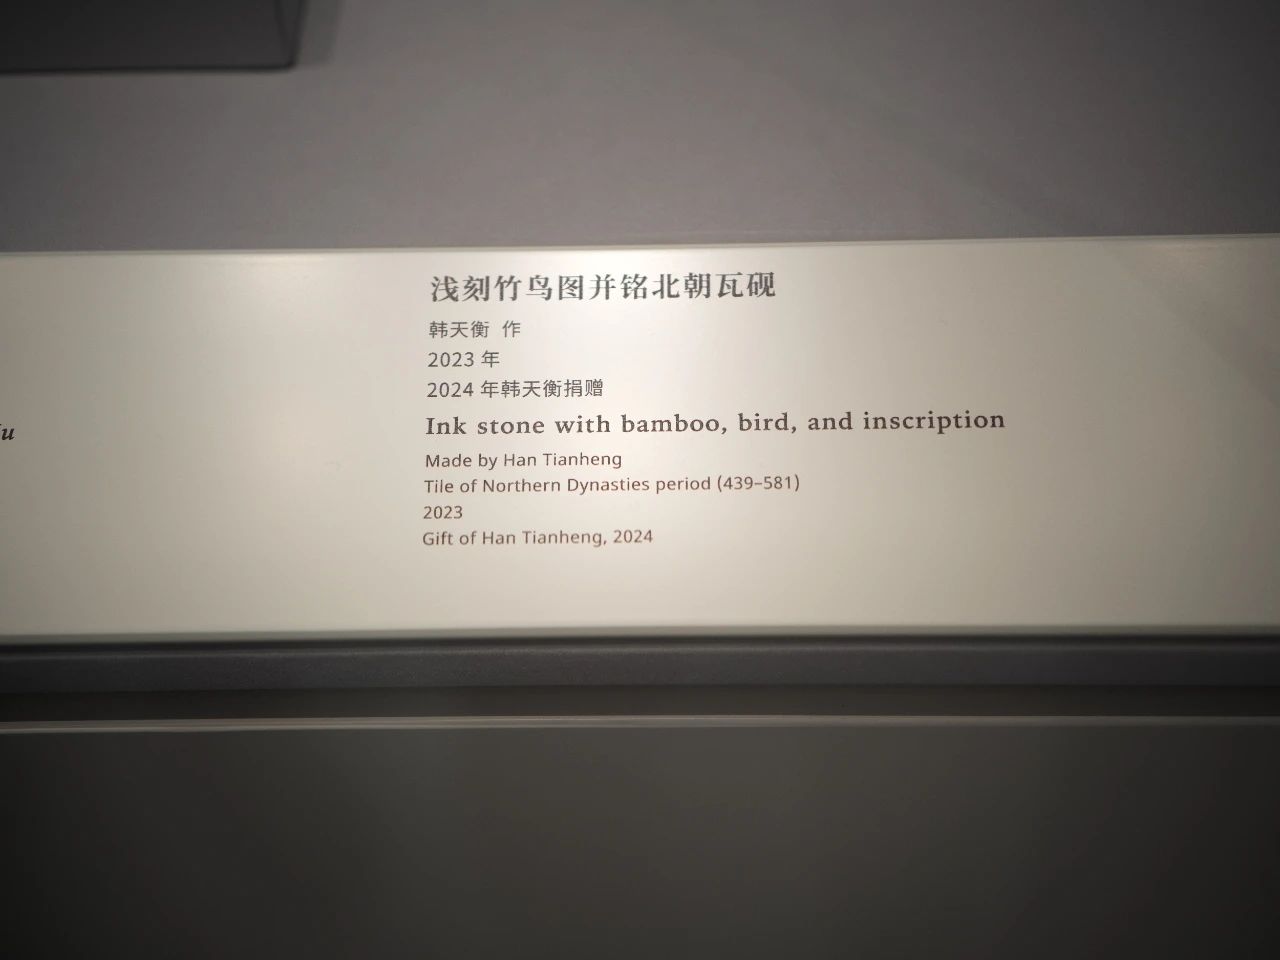 浅刻竹鸟图并铭北朝瓦砚
韩天衡 作
2023 年
2024 年韩天衡捐赠
Ink stone with bamboo, bird, and inscription
Made by Han Tianheng
Tile of Northern Dynasties period (439–581)
2023
Gift of Han Tianheng, 2024